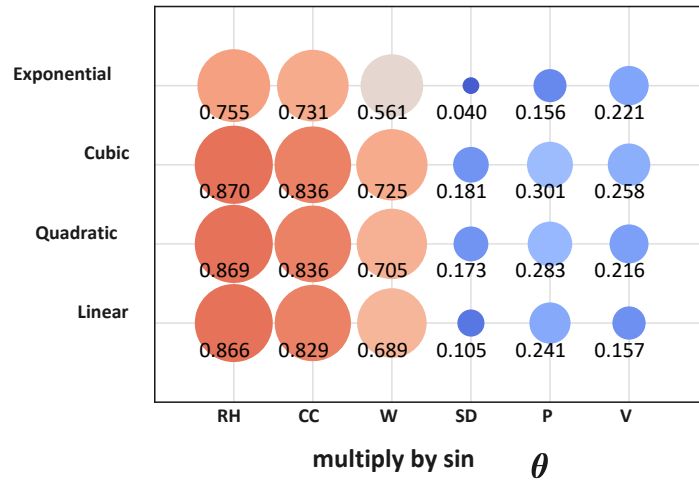 Exponential
0.755 0.731 0.561 0.040 0.156 0.221
Cubic
0.870 0.836 0.725 0.181 0.301 0.258
Quadratic
0.869 0.836 0.705 0.173 0.283 0.216
Linear
0.866 0.829 0.689 0.105 0.241 0.157
RH CC W SD P V
multiply by sin θ